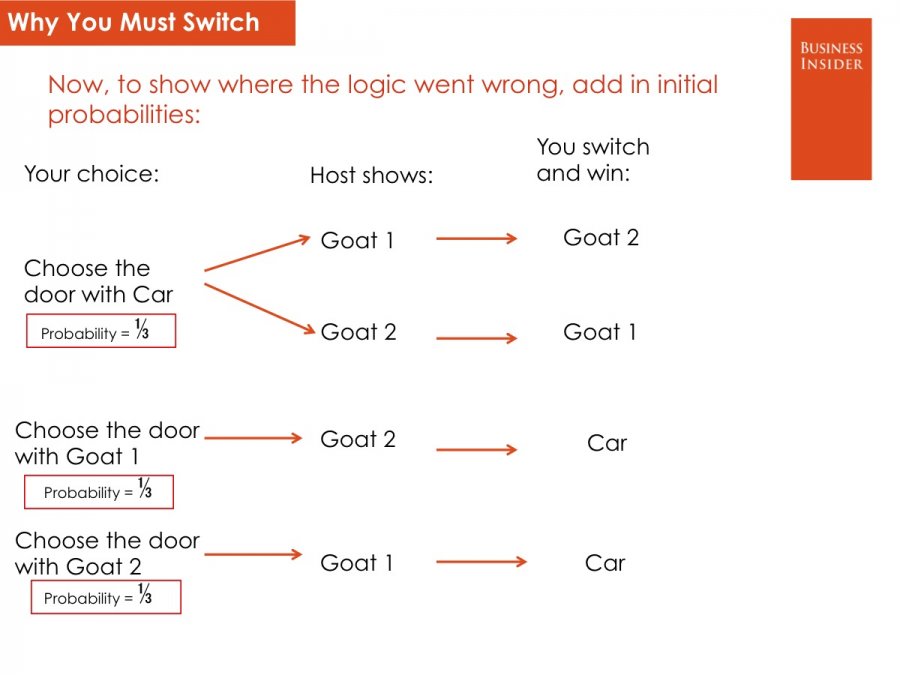 Why You Must Switch
BUSINESS
INSIDER
Now, to show where the logic went wrong, add in initial
probabilities:
Your choice:
Host shows:
You switch
and win:
Choose the
door with Car
Probability = ⅓
Goat 1
Goat 2
Goat 2
Goat 1
Choose the door
with Goat 1
Probability = ⅓
Goat 2
Car
Choose the door
with Goat 2
Probability = ⅓
Goat 1
Car